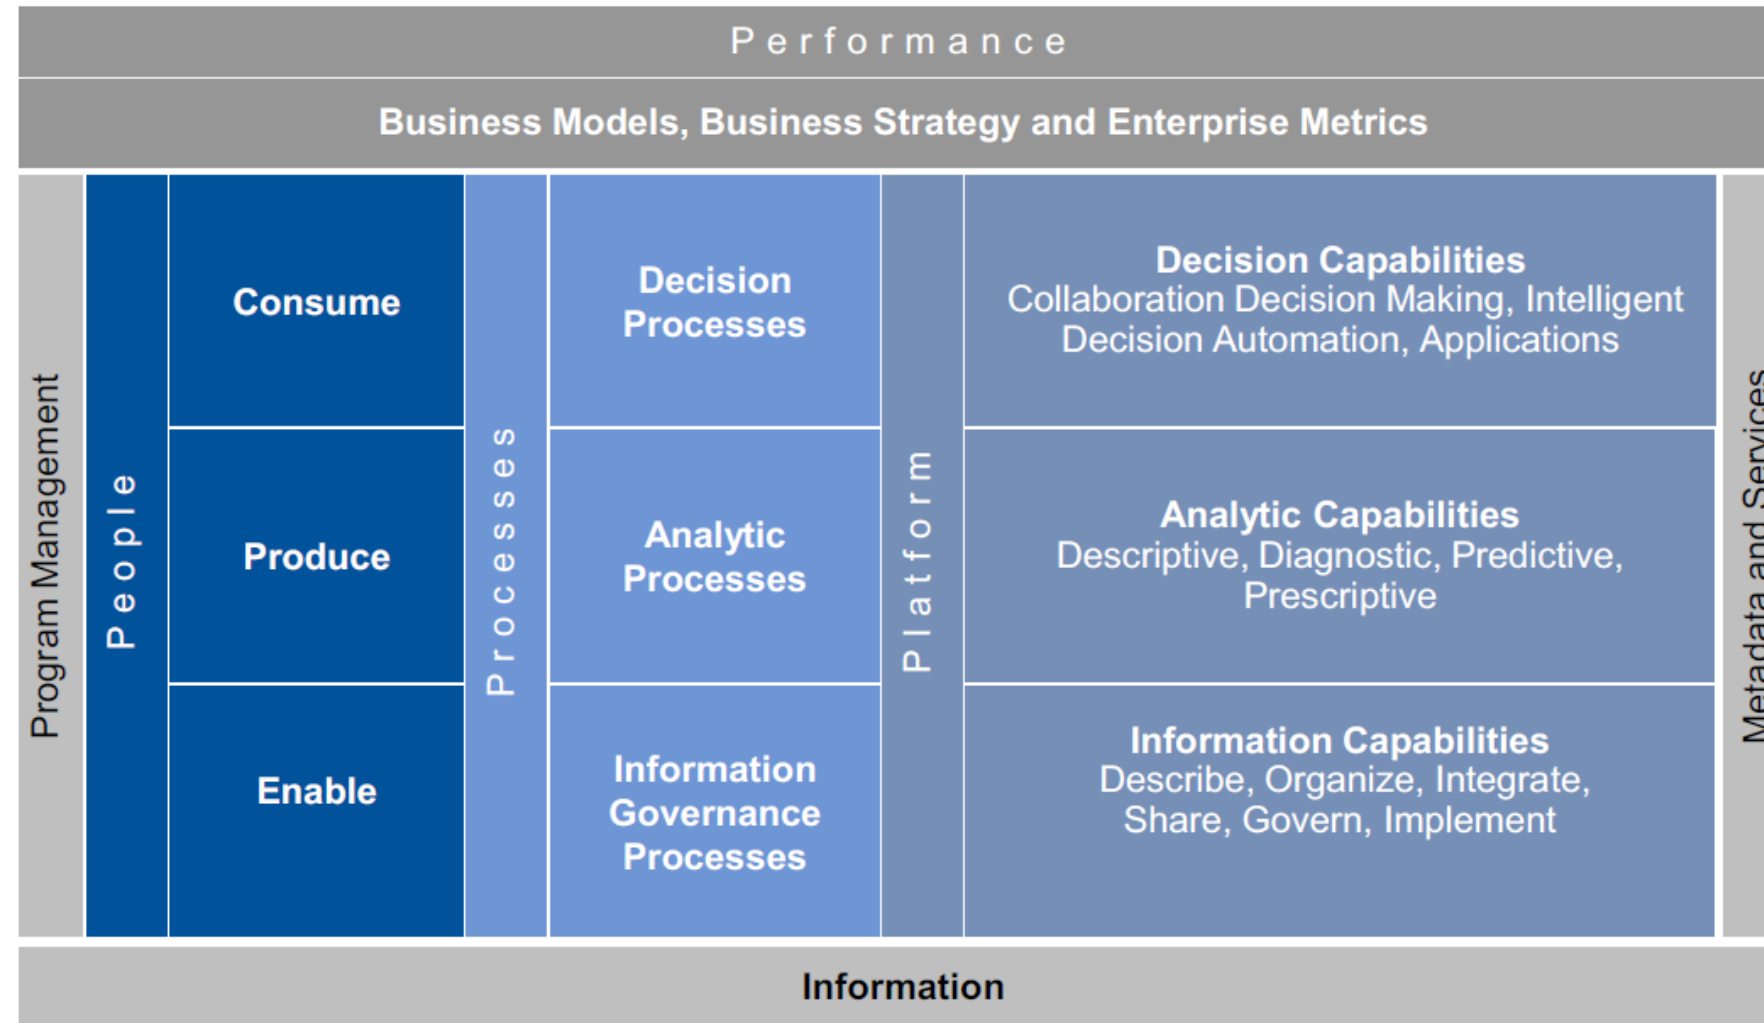 Performance
Business Models, Business Strategy and Enterprise Metrics
Program Management
People
Consume
Produce
Enable
Processes
Decision
Processes
Analytic
Processes
Information
Governance
Processes
Platform
Decision Capabilities
Collaboration Decision Making, Intelligent
Decision Automation, Applications
Analytic Capabilities
Descriptive, Diagnostic, Predictive,
Prescriptive
Information Capabilities
Describe, Organize, Integrate,
Share, Govern, Implement
Metadata and Services
Information